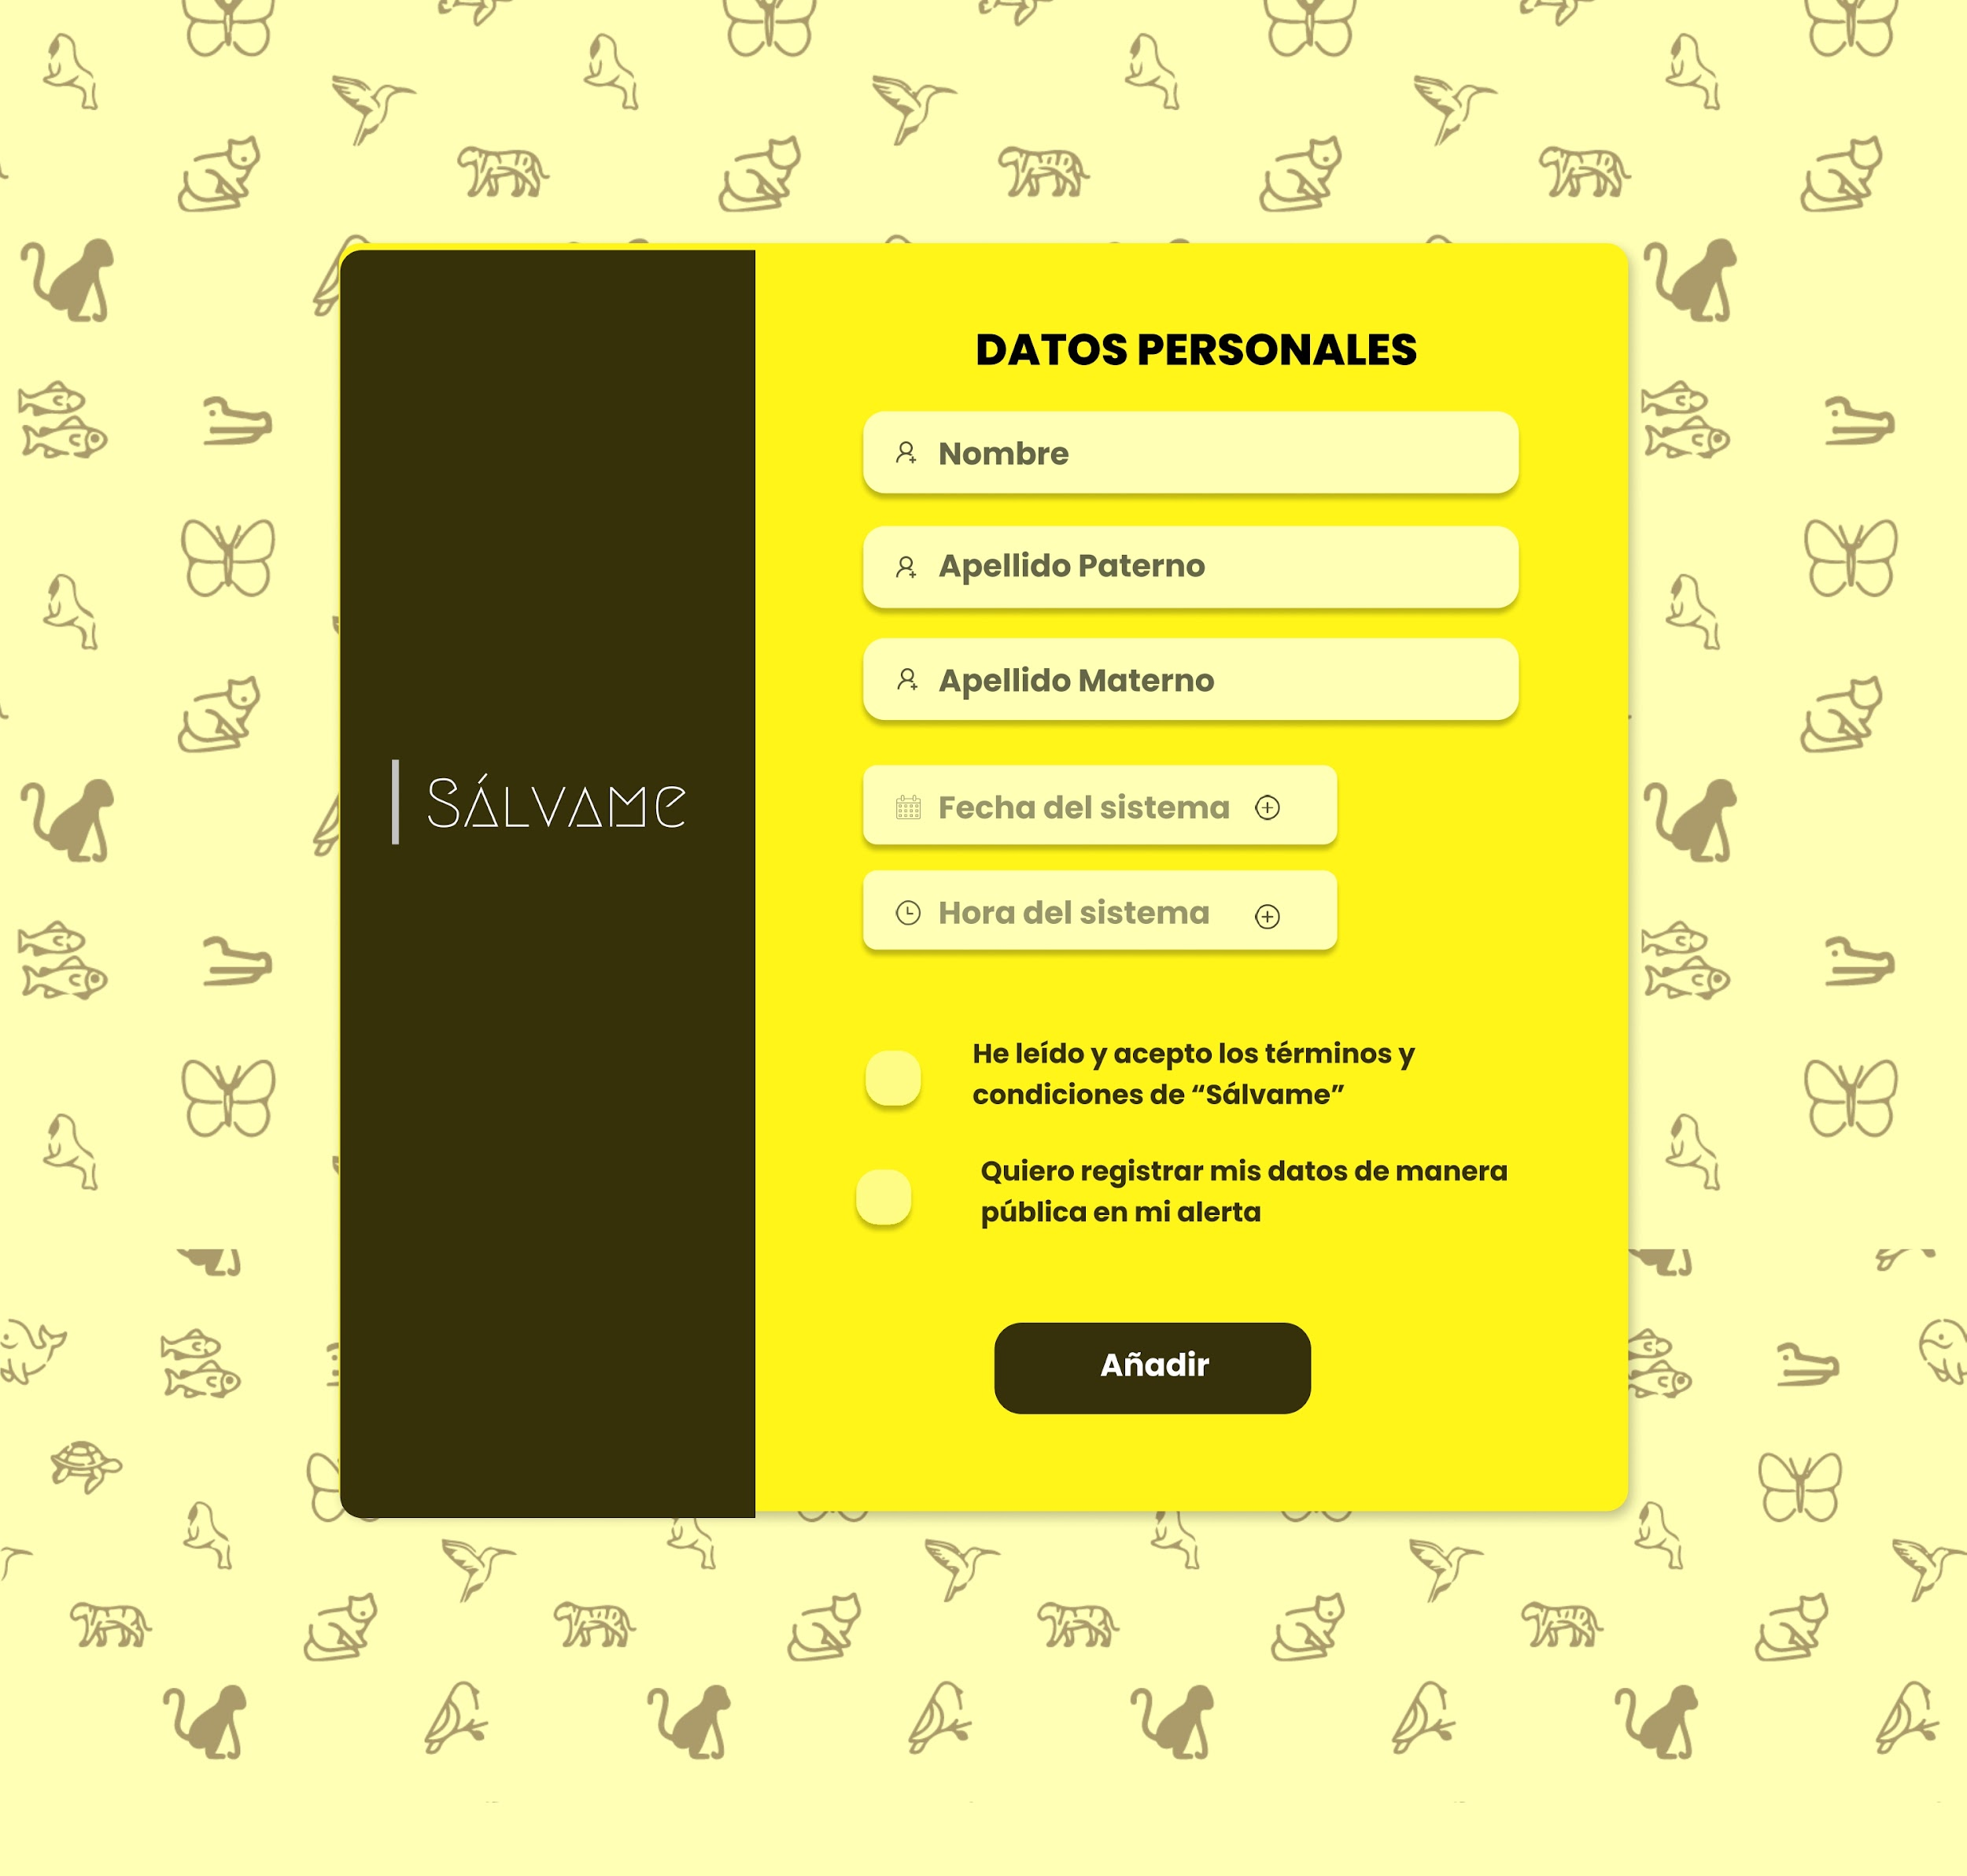 SÁLVAME
DATOS PERSONALES
Nombre
Apellido Paterno
Apellido Materno
Fecha del sistema
Hora del sistema
He leído y acepto los términos y
condiciones de “Sálvame”
Quiero registrar mis datos de manera
pública en mi alerta
Añadir